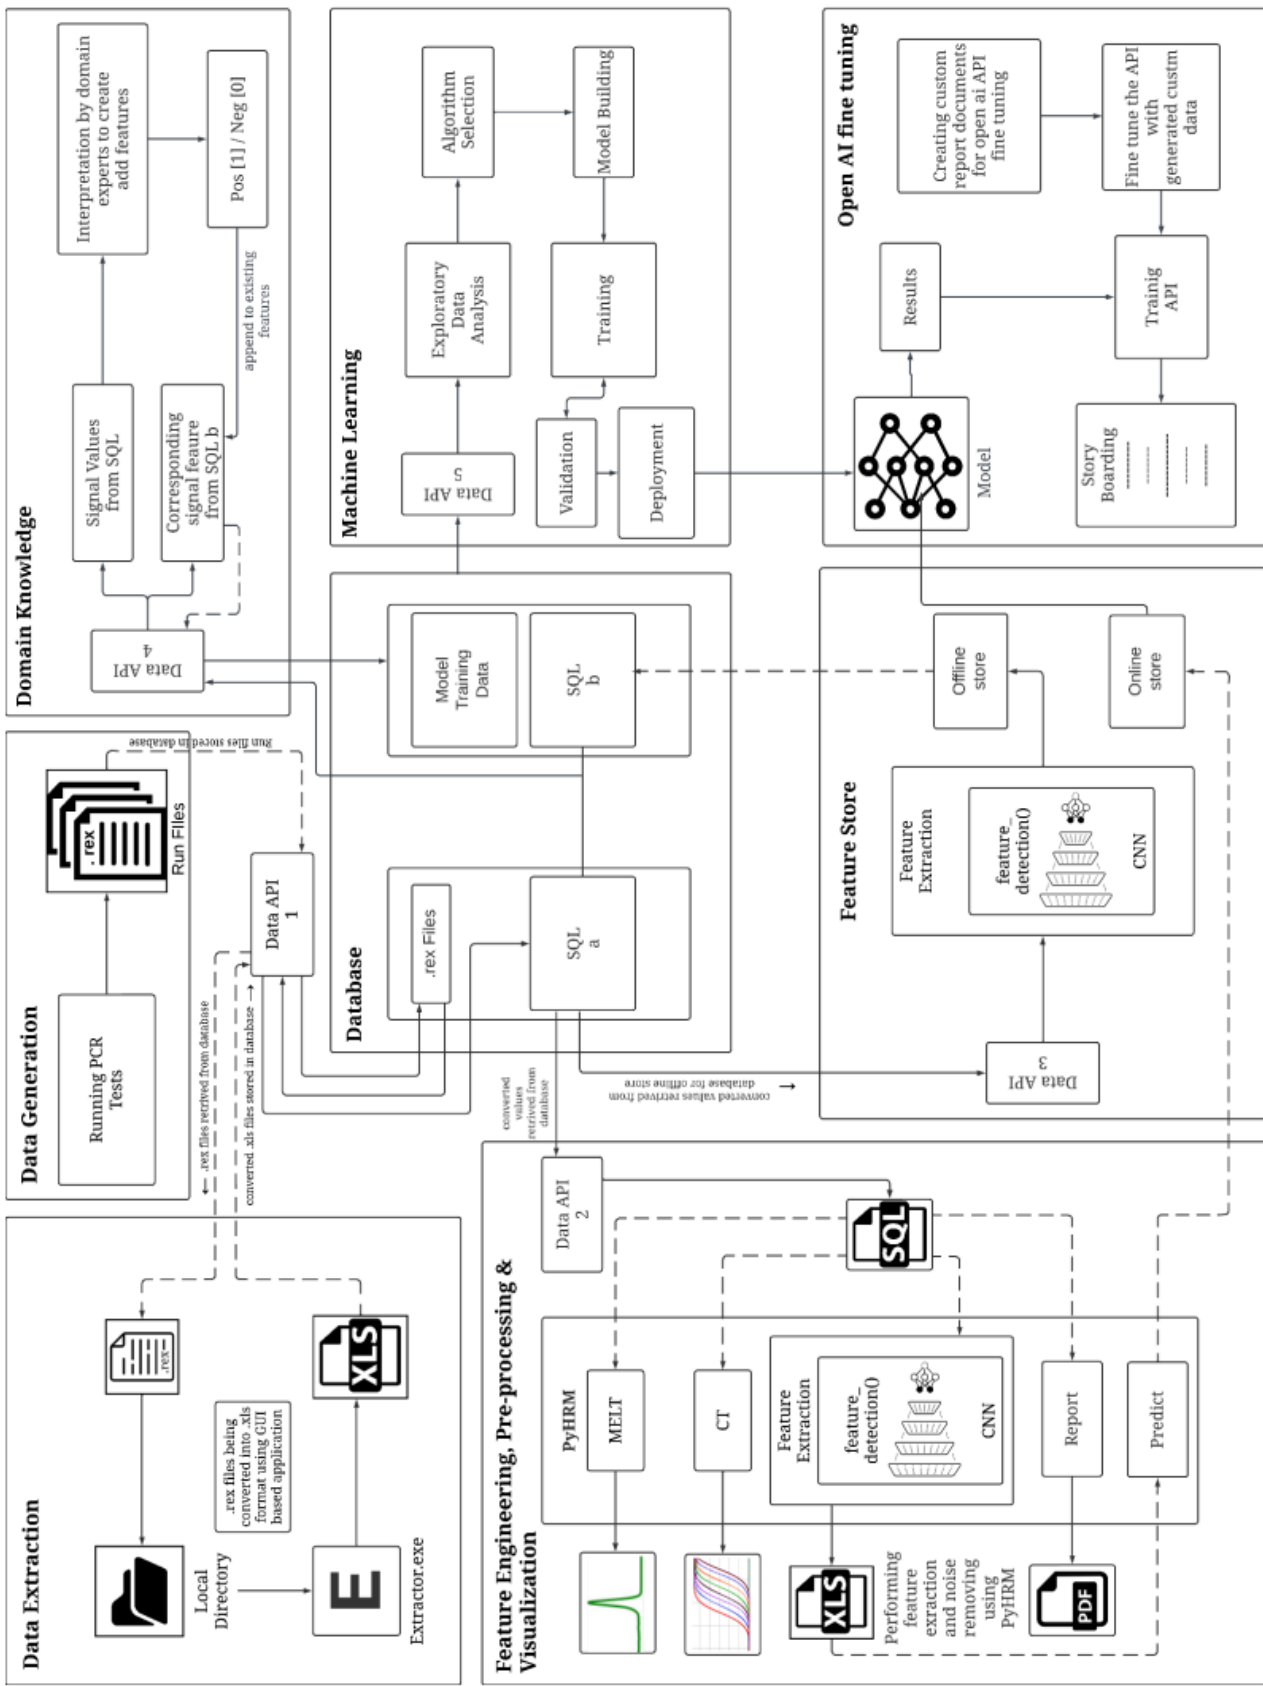 Data Extraction
.rex
Local
Directory
.rex files being
converted into .xls
format using GUI
based application
E
Extractor.exe
XLS
Data Generation
Running PCR
Tests
.rex
Run FIles
Run files stored in database
.rex files retrived from database
converted .xls files stored in database
Data API
1
Domain Knowledge
Data API
4
Signal Values
from SQL
Corresponding
signal feaure
from SQL b
Interpretation by domain
experts to create
add features
Pos [1] / Neg [0]
append to existing
features
Database
.rex Files
SQL
a
Model
Training
Data
SQL
b
converted
values
retrived from
database
converted values retrived from
database for offline store
Machine Learning
Data API
5
Exploratory
Data
Analysis
Algorithm
Selection
Model Building
Training
Validation
Deployment
Feature Engineering, Pre-processing &
Visualization
Data API
2
SQL
PyHRM
MELT
CT
Feature
Extraction
feature_
detection()
CNN
Report
Predict
XLS
Performing
feature
exraction
and noise
removing
using
PyHRM
PDF
Feature Store
Data API
3
Feature
Extraction
feature_
detection()
CNN
Offline
store
Online
store
Open AI fine tuning
Model
Results
Creating custom
report documents
for open ai API
fine tuning
Fine tune the API
with
generated custm
data
Trainig
API
Story
Boarding